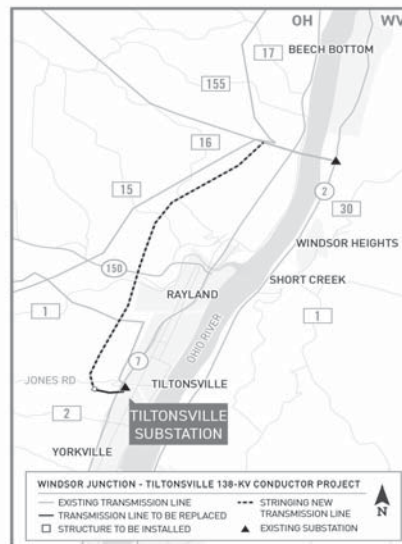 OH
WV
BEECH BOTTOM
17
155
16
15
2
30
WINDSOR HEIGHTS
150
SHORT CREEK
RAYLAND
1
1
OHIO RIVER
7
JONES RD
TILTONSVILLE
2
TILTONSVILLE
SUBSTATION
YORKVILLE
WINDSOR JUNCTION - TILTONSVILLE 138-KV CONDUCTOR PROJECT
EXISTING TRANSMISSION LINE
TRANSMISSION LINE TO BE REPLACED
STRUCTURE TO BE INSTALLED
STRINGING NEW
TRANSMISSION LINE
EXISTING SUBSTATION
N